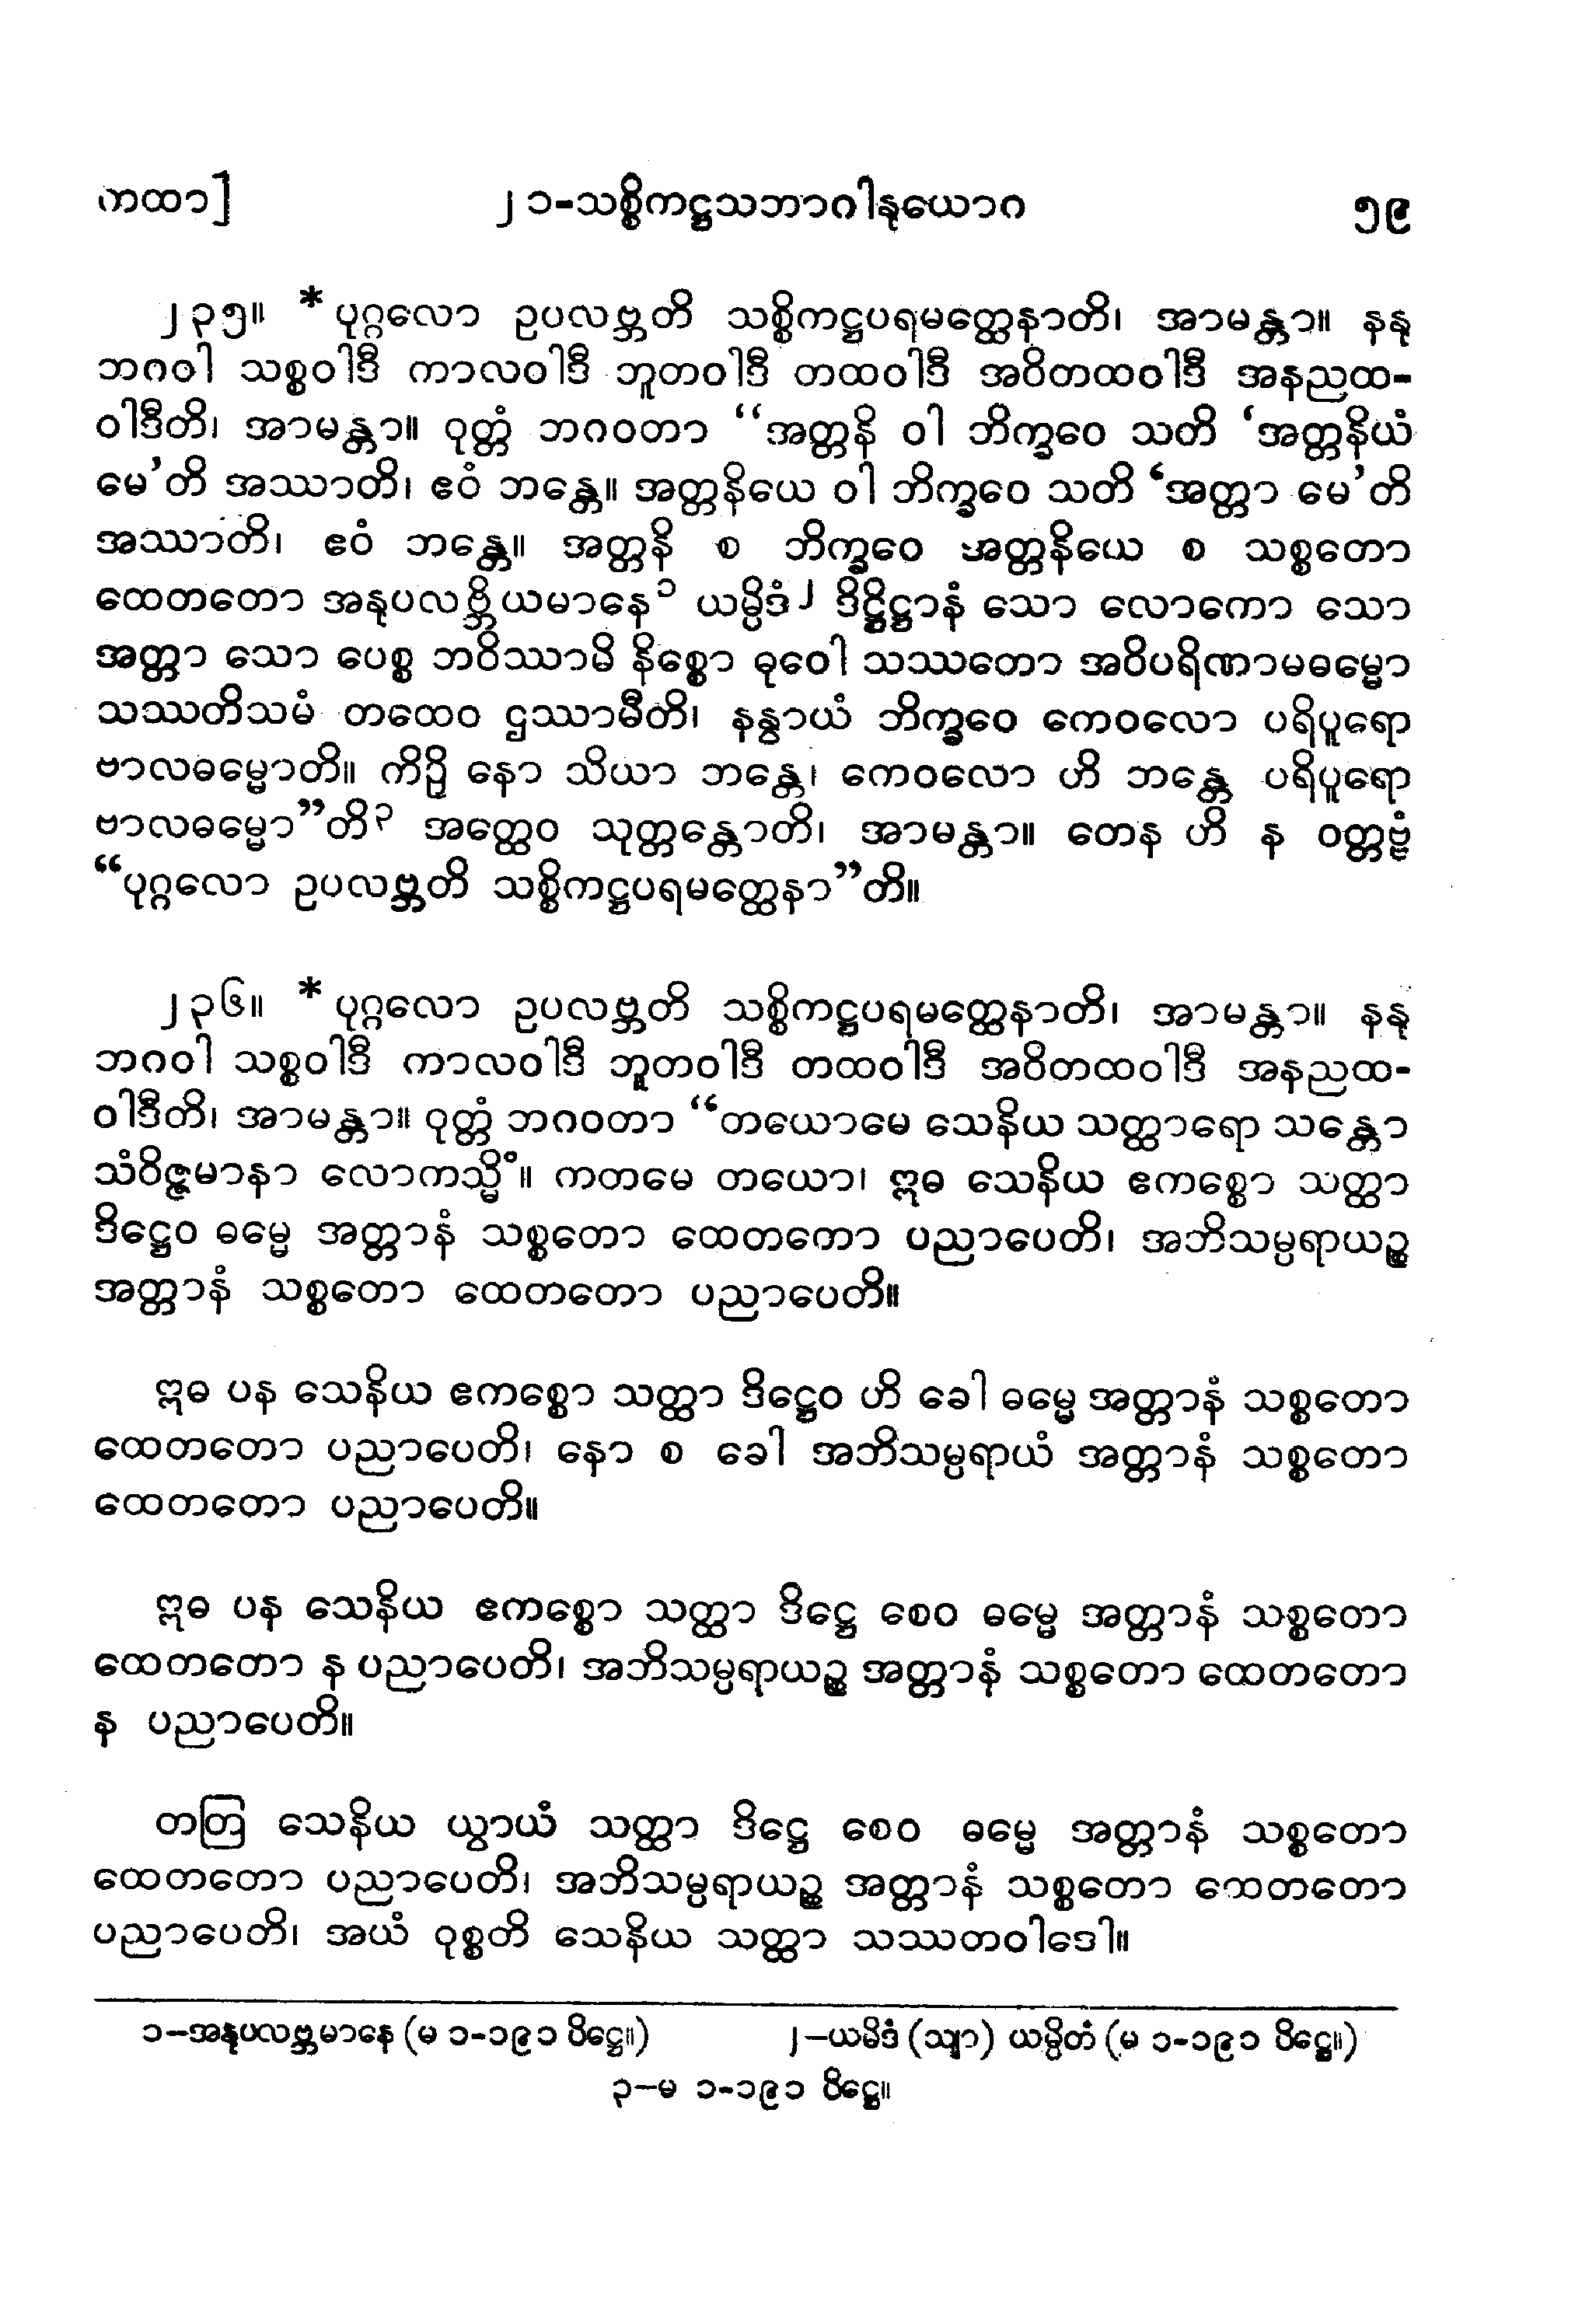 ကထာ] ၂၁-သစ္စိကဋ္ဌသဘာဂါနုယောဂ ၅၉
၂၃၅။ * ပုဂ္ဂလော ဥပလဗ္ဘတိ သစ္စိကဋ္ဌပရမတ္ထေနာတိ၊ အာမန္တာ။ နနု
ဘဂဝါ သစ္စဝါဒီ ကာလဝါဒီ ဘူတဝါဒီ တထဝါဒီ အဝိတထဝါဒီ အနညထ-
ဝါဒီတိ၊ အာမန္တာ။ ဝုတ္တံ ဘဂဝတာ “အတ္တနိ ဝါ ဘိက္ခဝေ သတိ ‘အတ္တနိယံ
မေ’တိ အဿာတိ၊ ဧဝံ ဘန္တေ။ အတ္တနိယေ ဝါ ဘိက္ခဝေ သတိ ‘အတ္တာ မေ’တိ
အဿာတိ၊ ဧဝံ ဘန္တေ။ အတ္တနိ စ ဘိက္ခဝေ အတ္တနိယေ စ သစ္စတော
ထေတတော အနုပလဗ္ဘိယမာနေ၁ ယမ္ပိဒံ၂ ဒိဋ္ဌိဋ္ဌာနံ သော လောကော သော
အတ္တာ သော ပေစ္စ ဘဝိဿာမိ နိစ္စော ဓုဝေါ သဿတော အဝိပရိဏာမဓမ္မော
သဿတိသမံ တထေဝ ဌဿာမီတိ၊ နနွာယံ ဘိက္ခဝေ ကေဝလော ပရိပူရော
ဗာလဓမ္မောတိ။ ကိဉှိ နော သိယာ ဘန္တေ၊ ကေဝလော ဟိ ဘန္တေ ပရိပူရော
ဗာလဓမ္မော”တိ၃ အတ္ထေဝ သုတ္တန္တောတိ၊ အာမန္တာ။ တေန ဟိ န ဝတ္တဗ္ဗံ
“ပုဂ္ဂလော ဥပလဗ္ဘတိ သစ္စိကဋ္ဌပရမတ္ထေနာ”တိ။
၂၃၆။ * ပုဂ္ဂလော ဥပလဗ္ဘတိ သစ္စိကဋ္ဌပရမတ္ထေနာတိ၊ အာမန္တာ။ နနု
ဘဂဝါ သစ္စဝါဒီ ကာလဝါဒီ ဘူတဝါဒီ တထဝါဒီ အဝိတထဝါဒီ အနညထ-
ဝါဒီတိ၊ အာမန္တာ။ ဝုတ္တံ ဘဂဝတာ “တယောမေ သေနိယ သတ္ထာရော သန္တော
သံဝိဇ္ဇမာနာ လောကသ္မိံ။ ကတမေ တယော၊ ဣဓ သေနိယ ဧကစ္စော သတ္ထာ
ဒိဋ္ဌေဝ ဓမ္မေ အတ္တာနံ သစ္စတော ထေတကော ပညာပေတိ၊ အဘိသမ္ပရာယဉ္စ
အတ္တာနံ သစ္စတော ထေတတော ပညာပေတိ။
ဣဓ ပန သေနိယ ဧကစ္စော သတ္ထာ ဒိဋ္ဌေဝ ဟိ ခေါ ဓမ္မေ အတ္တာနံ သစ္စတော
ထေတတော ပညာပေတိ၊ နော စ ခေါ အဘိသမ္ပရာယံ အတ္တာနံ သစ္စတော
ထေတတော ပညာပေတိ။
ဣဓ ပန သေနိယ ဧကစ္စော သတ္ထာ ဒိဋ္ဌေ စေဝ ဓမ္မေ အတ္တာနံ သစ္စတော
ထေတတော န ပညာပေတိ၊ အဘိသမ္ပရာယဉ္စ အတ္တာနံ သစ္စတော ထေတတော
န ပညာပေတိ။
တတြ သေနိယ ယွာယံ သတ္ထာ ဒိဋ္ဌေ စေဝ ဓမ္မေ အတ္တာနံ သစ္စတော
ထေတတော ပညာပေတိ၊ အဘိသမ္ပရာယဉ္စ အတ္တာနံ သစ္စတော ထေတတော
ပညာပေတိ၊ အယံ ဝုစ္စတိ သေနိယ သတ္ထာ သဿတဝါဒေါ။
၁–အနုပလဗ္ဘမာနေ (မ ၁-၁၉၁ ပိဋ္ဌေ။) ၂–ယမိဒံ (သျာ) ယမ္ပိတံ (မ ၁-၁၉၁ ပိဋ္ဌေ။)
၃–မ ၁-၁၉၁ ပိဋ္ဌေ။